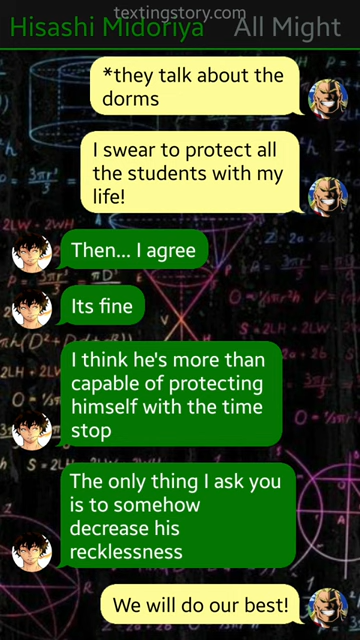 textingstory.com
Hisashi Midoriya All Might
*they talk about the
dorms
I swear to protect all
the students with my
life!
Then... I agree
Its fine
I think he's more than
capable of protecting
himself with the time
stop
The only thing I ask you
is to somehow
decrease his
recklessness
We will do our best!